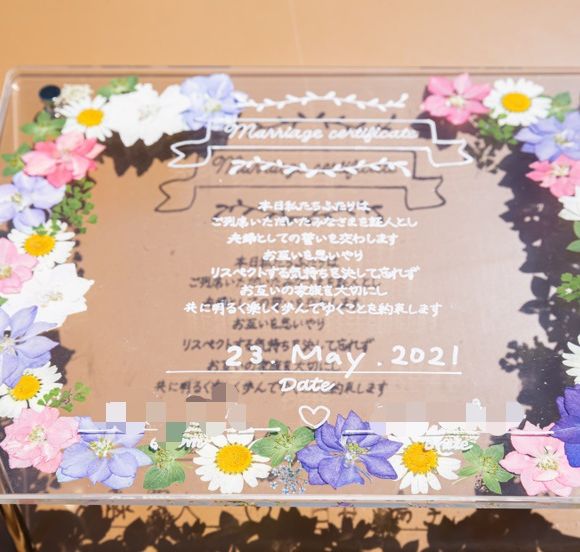 Marriage certificate
本日私たちふたりは
ご列名いただいたみなさまを証人とし
夫婦としての誓いを交わします
お互いを思いやり
リスペクトする気持ちを決して忘れず
お互いの家族を大切にし
共に明るく楽しく歩んでゆくことを約束します
23. May. 2021
Date